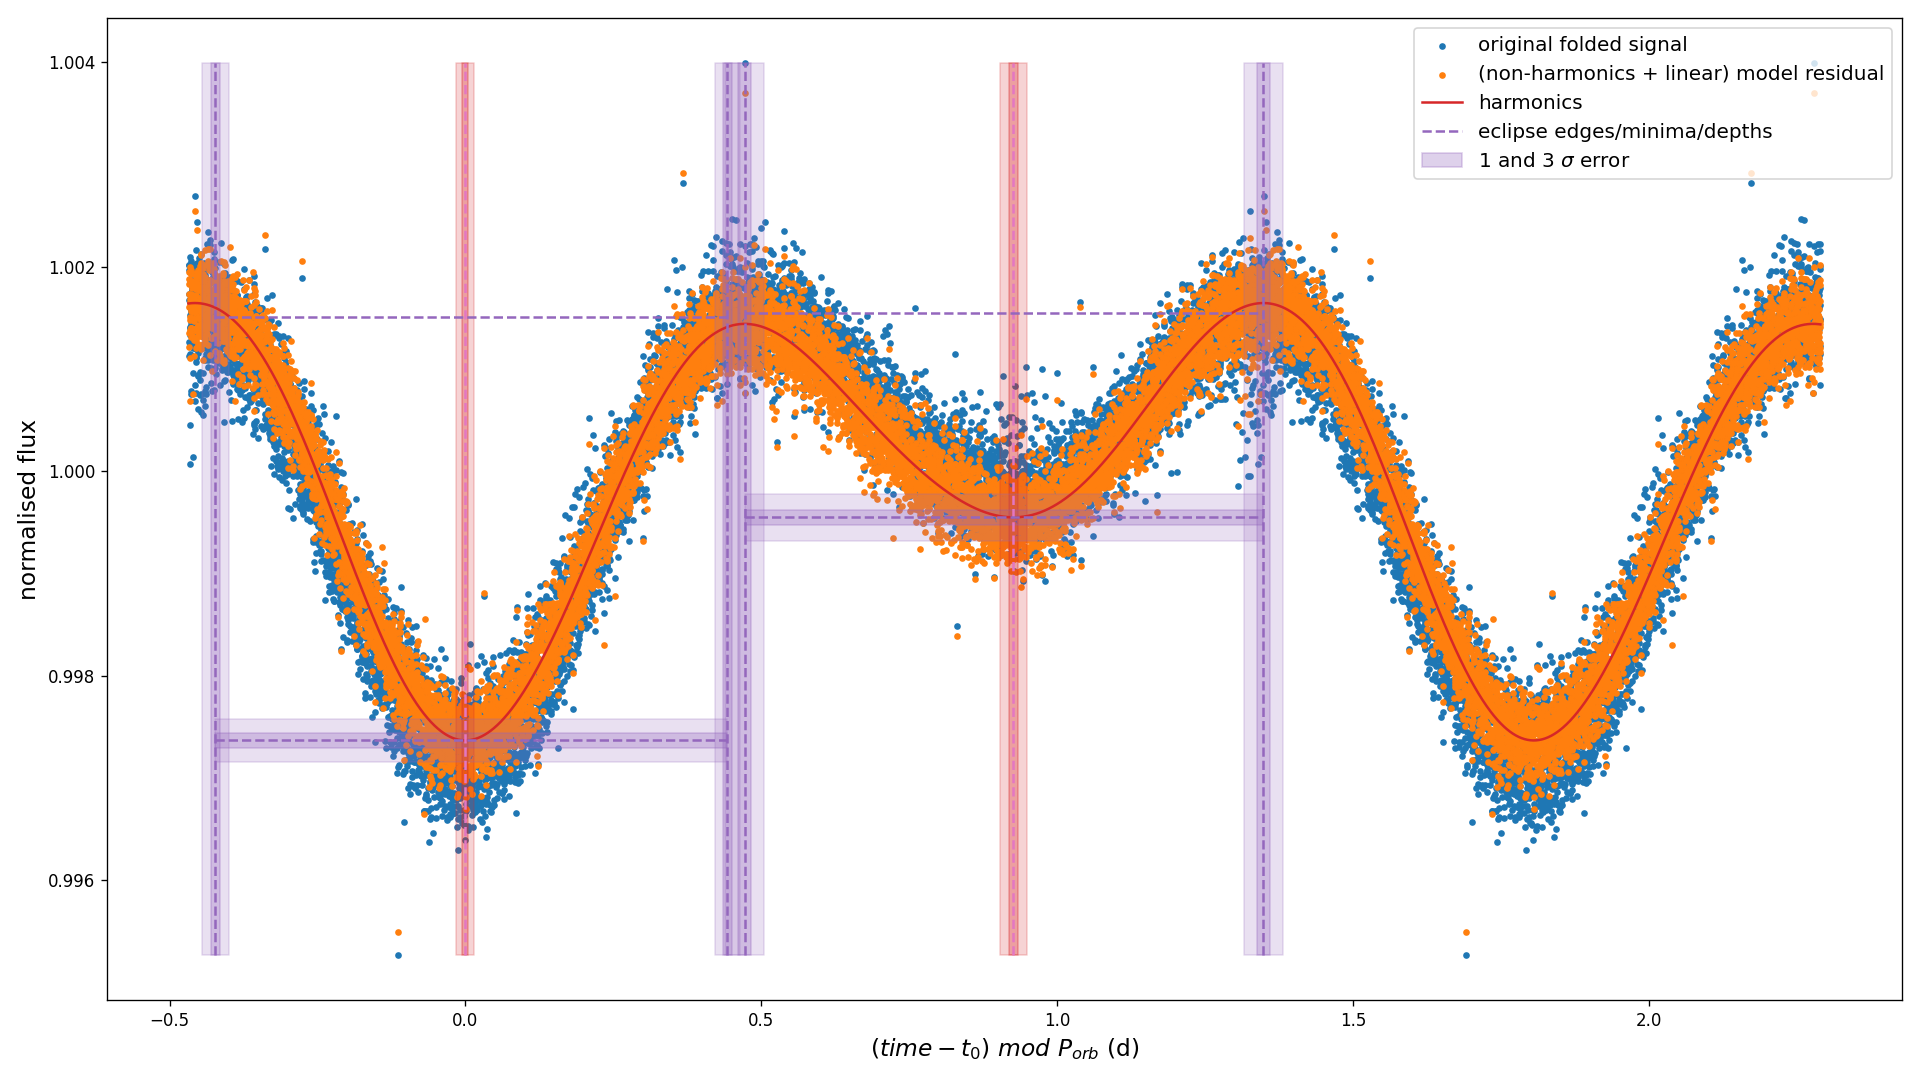 original folded signal
(non-harmonics + linear) model residual
harmonics
eclipse edges/minima/depths
1 and 3 σ error
normalised flux
1.004
1.002
1.000
0.998
0.996
−0.5 0.0 0.5 1.0 1.5 2.0
(time − t₀) mod Pₒᵣb (d)